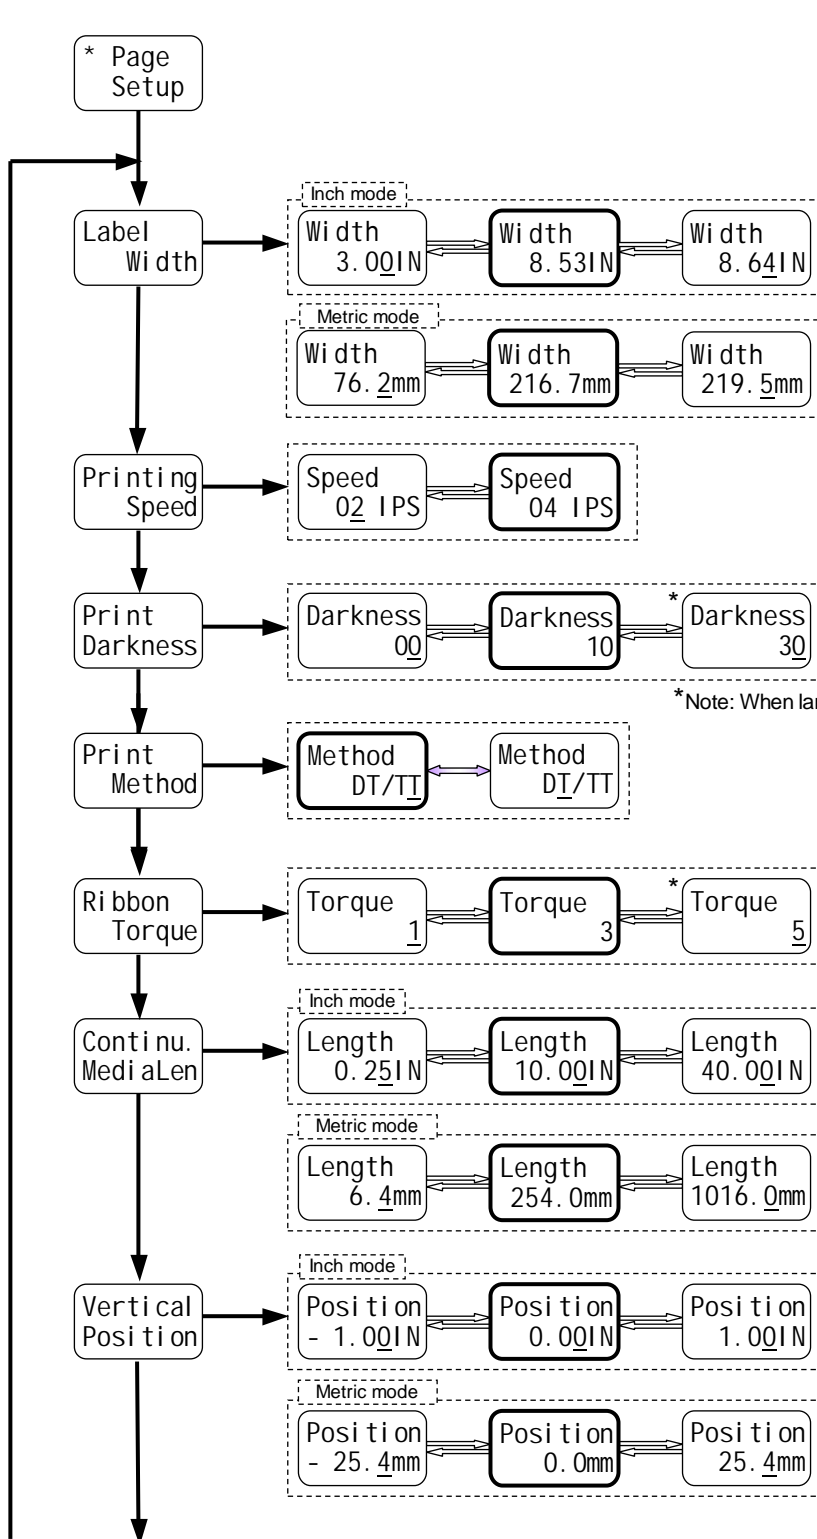 * Page
Setup
Inch mode
Label
Width
Width
3.00IN
Width
8.53IN
Width
8.64IN
Metric mode
Width
76.2mm
Width
216.7mm
Width
219.5mm
Printing
Speed
Speed
02 IPS
Speed
04 IPS
Print
Darkness
Darkness
00
Darkness
10
* Darkness
30
*Note: When
Print
Method
Method
DT/TT
Method
DT/TT
Ribbon
Torque
Torque
1
Torque
3
* Torque
5
Inch mode
Continu.
MediaLen
Length
0.25IN
Length
10.00IN
Length
40.00IN
Metric mode
Length
6.4mm
Length
254.0mm
Length
1016.0mm
Inch mode
Vertical
Position
Position
- 1.00IN
Position
0.00IN
Position
1.00IN
Metric mode
Position
- 25.4mm
Position
0.0mm
Position
25.4mm